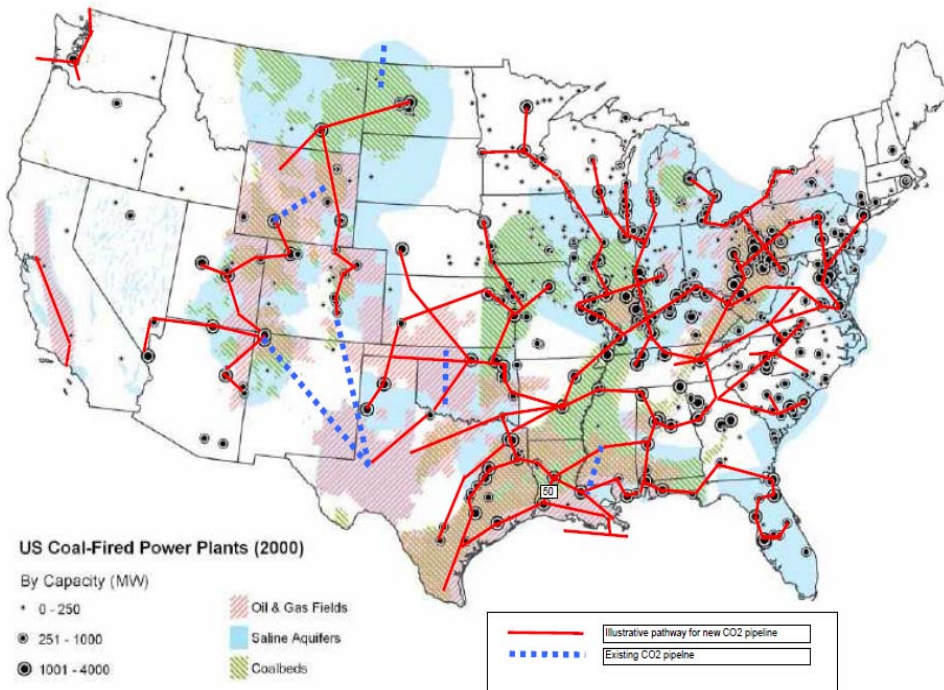 50
US Coal-Fired Power Plants (2000)
By Capacity (MW)
0 - 250
251 - 1000
1001 - 4000
Oil & Gas Fields
Saline Aquifers
Coalbeds
Illustrative pathway for new CO2 pipeline
Existing CO2 pipelne